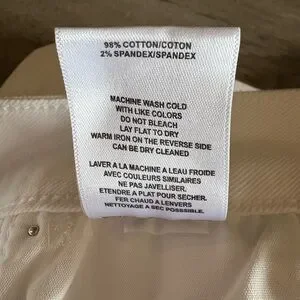 98% COTTON/COTON
2% SPANDEX/SPANDEX
MACHINE WASH COLD
WITH LIKE COLORS
DO NOT BLEACH
LAY FLAT TO DRY
WARM IRON ON THE REVERSE SIDE
CAN BE DRY CLEANED
LAVER A LA MACHINE A LEAU FROIDE
AVEC COULEURS SIMILAIRES
NE PAS JAVELLISER.
ETENDRE A PLAT POUR SECHER.
FER CHAUD A LENVERS
NETTOYAGE A SEC POSSSIBLE.